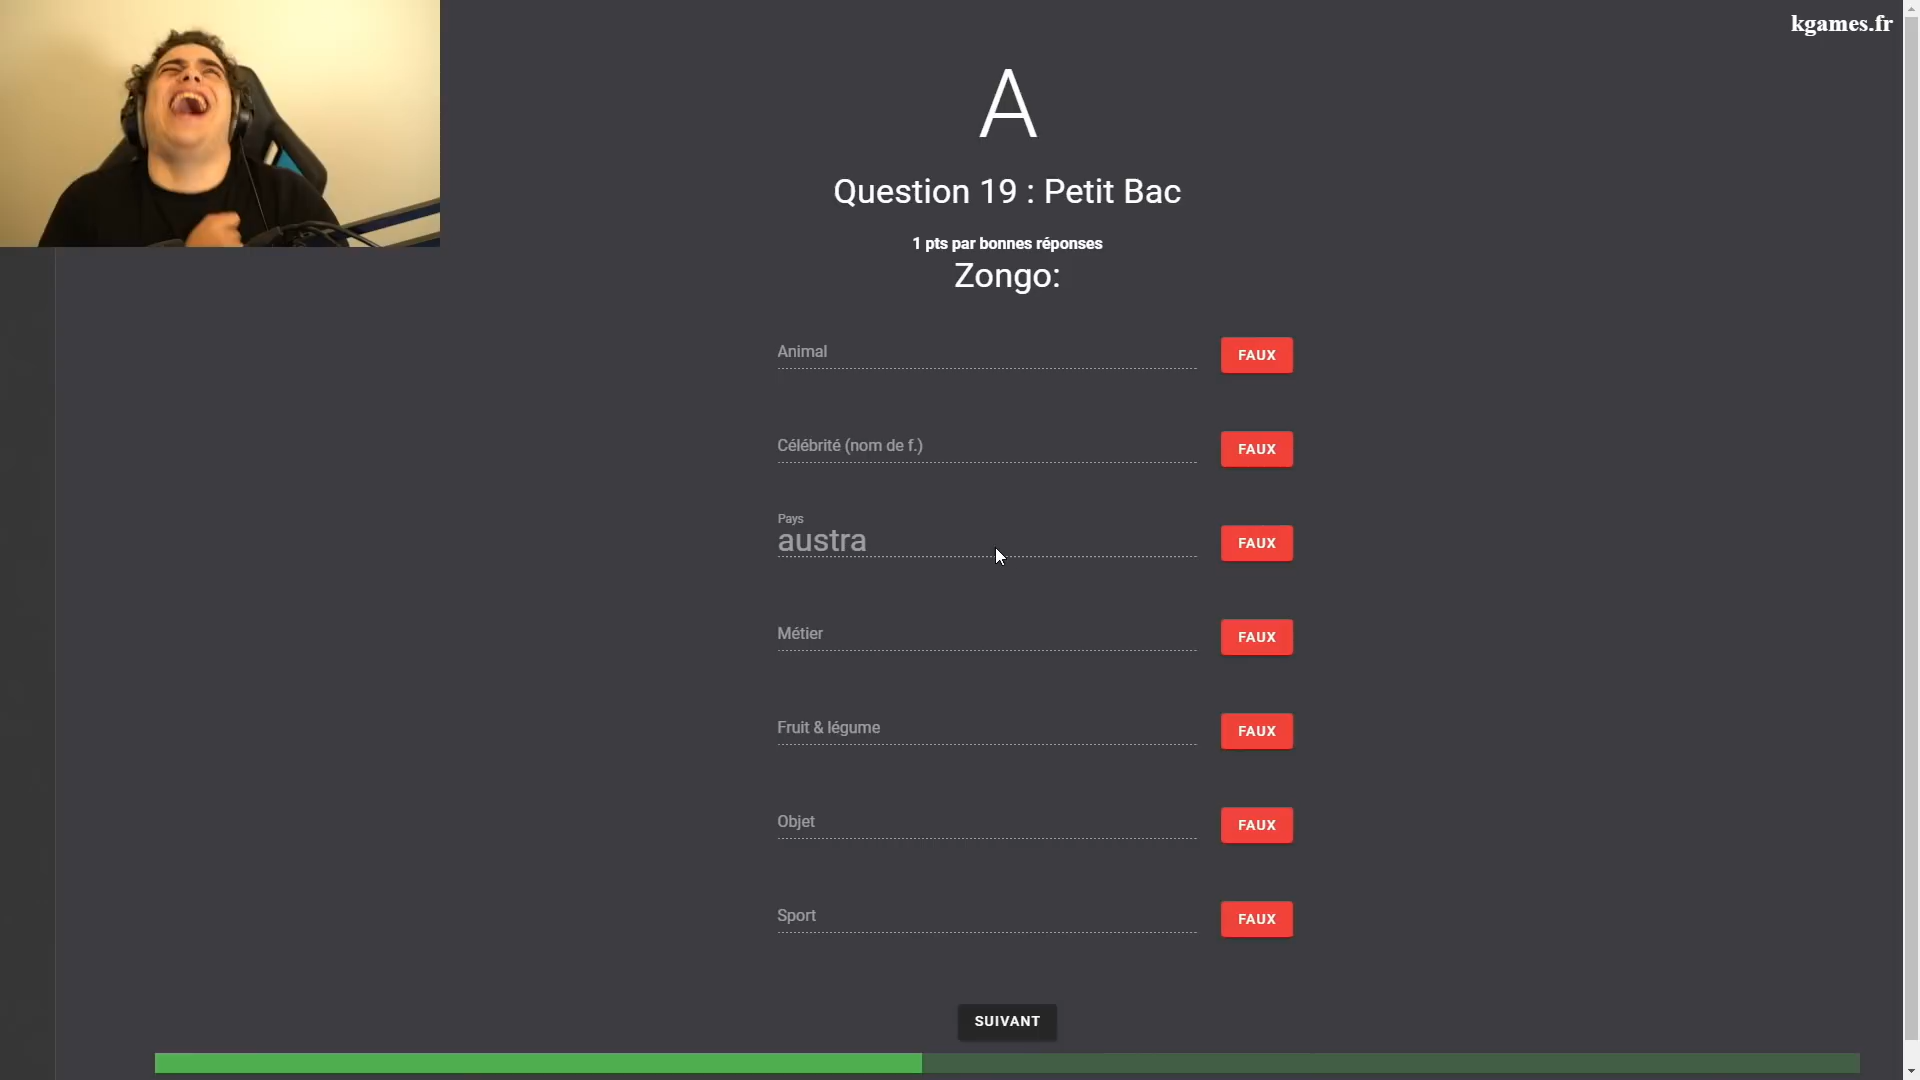 kgames.fr
A
Question 19 : Petit Bac
1 pts par bonnes réponses
Zongo:
Animal
FAUX
Célébrité (nom de f.)
FAUX
Pays
austra
FAUX
Métier
FAUX
Fruit & légume
FAUX
Objet
FAUX
Sport
FAUX
SUIVANT